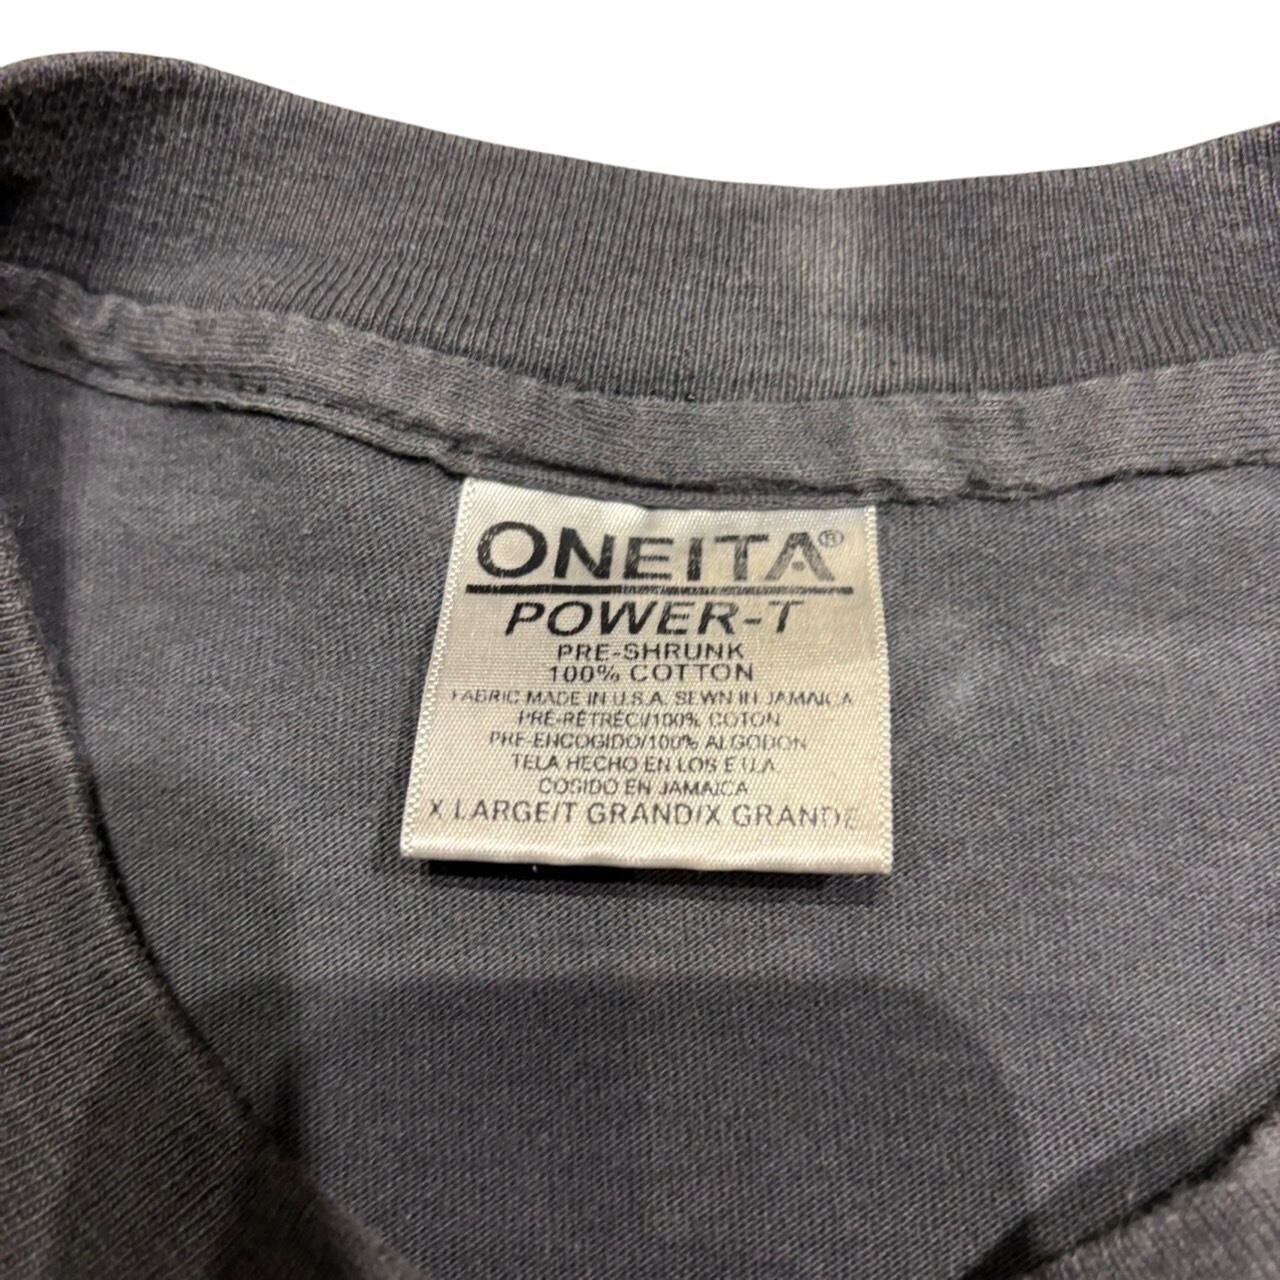 ONEITA®
POWER-T
PRE-SHRUNK
100% COTTON
FABRIC MADE IN U.S.A. SEWN IN JAMAICA
PRE-RÉTRÉCI/100% COTON
PRE-ENCOGIDO/100% ALGODON
TELA HECHO EN LOS E.U.A.
COSIDO EN JAMAICA
X LARGE/T GRAND/X GRANDE